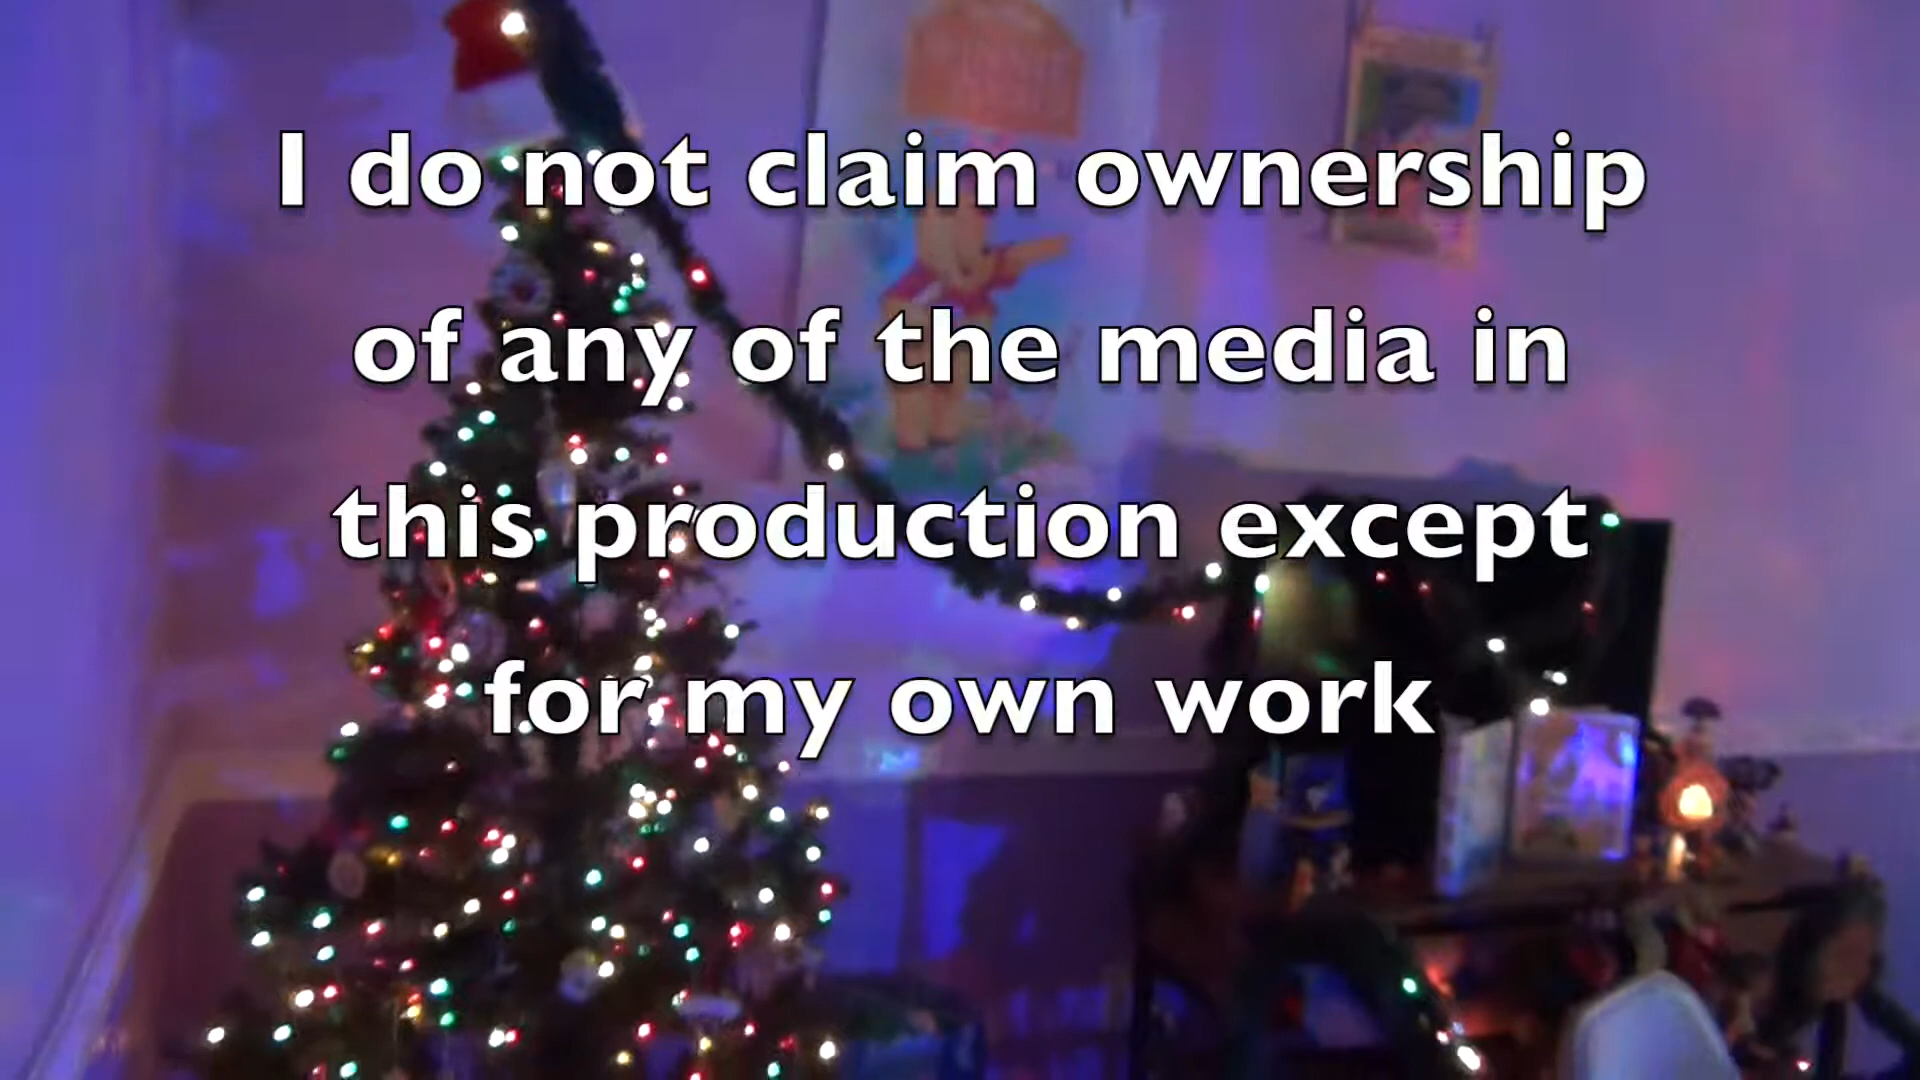 I do not claim ownership
of any of the media in
this production except
for my own work